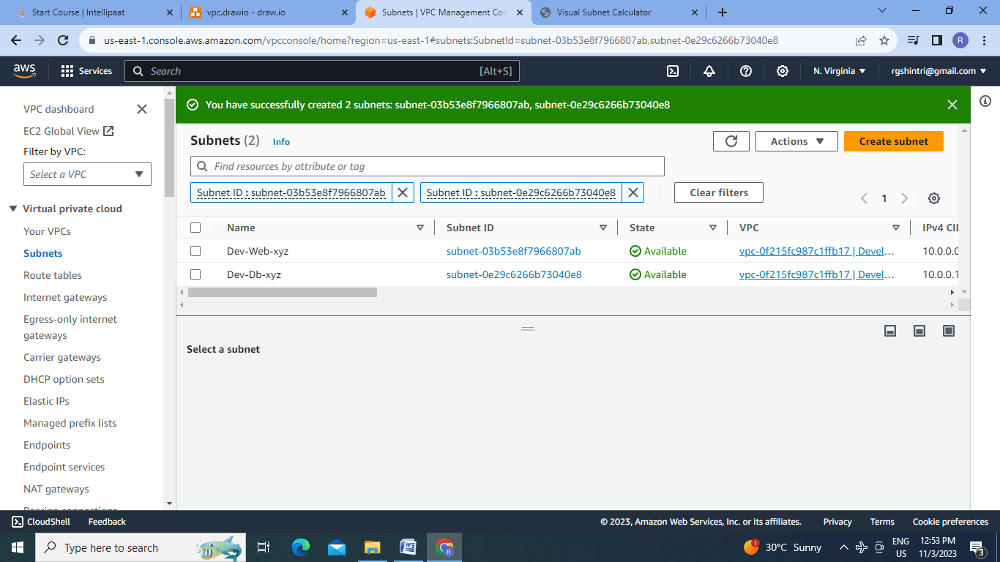 Start Course | Intellipaat
vpc.drawio - draw.io
Subnets | VPC Management Con
Visual Subnet Calculator
us-east-1.console.aws.amazon.com/vpcconsole/home?region=us-east-1#subnets:SubnetId=subnet-03b53e8f7966807ab,subnet-0e29c6266b73040e8
R
aws
Services
Search
[Alt+S]
N. Virginia
rgshintri@gmail.com
VPC dashboard
EC2 Global View
Filter by VPC:
Select a VPC
Virtual private cloud
Your VPCs
Subnets
Route tables
Internet gateways
Egress-only internet
gateways
Carrier gateways
DHCP option sets
Elastic IPs
Managed prefix lists
Endpoints
Endpoint services
NAT gateways
Peering connections
You have successfully created 2 subnets: subnet-03b53e8f7966807ab, subnet-0e29c6266b73040e8
Subnets (2) Info
Actions
Create subnet
Find resources by attribute or tag
Subnet ID : subnet-03b53e8f7966807ab
Subnet ID : subnet-0e29c6266b73040e8
Clear filters
1
Name Subnet ID State VPC IPv4 CID
Dev-Web-xyz subnet-03b53e8f7966807ab Available vpc-0f215fc987c1ffb17 | Devel... 10.0.0.0
Dev-Db-xyz subnet-0e29c6266b73040e8 Available vpc-0f215fc987c1ffb17 | Devel... 10.0.0.1
Select a subnet
CloudShell
Feedback
© 2023, Amazon Web Services, Inc. or its affiliates.
Privacy
Terms
Cookie preferences
Type here to search
1
30°C Sunny
ENG
US
12:53 PM
11/3/2023
3